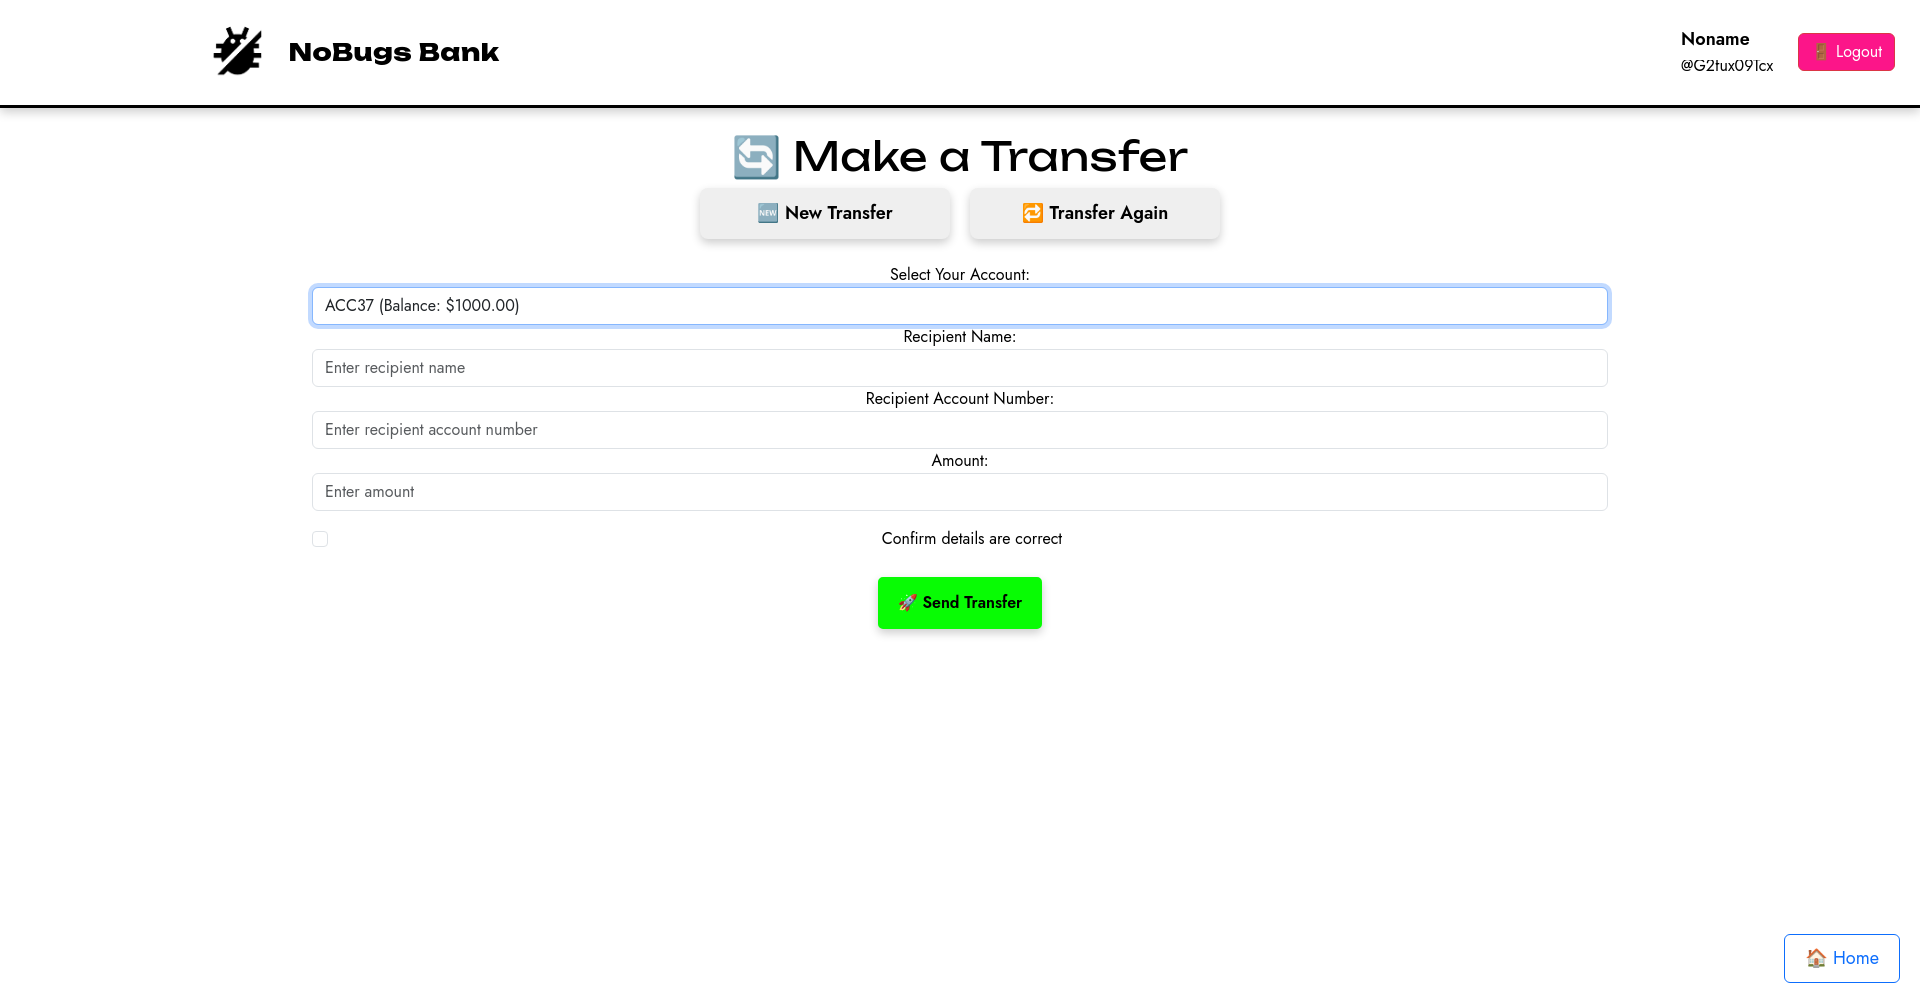 NoBugs Bank
Noname
@G2tux091cx
🚪 Logout
🔄 Make a Transfer
🆕 New Transfer
🔁 Transfer Again
Select Your Account:
ACC37 (Balance: $1000.00)
Recipient Name:
Enter recipient name
Recipient Account Number:
Enter recipient account number
Amount:
Enter amount
Confirm details are correct
🚀 Send Transfer
🏠 Home